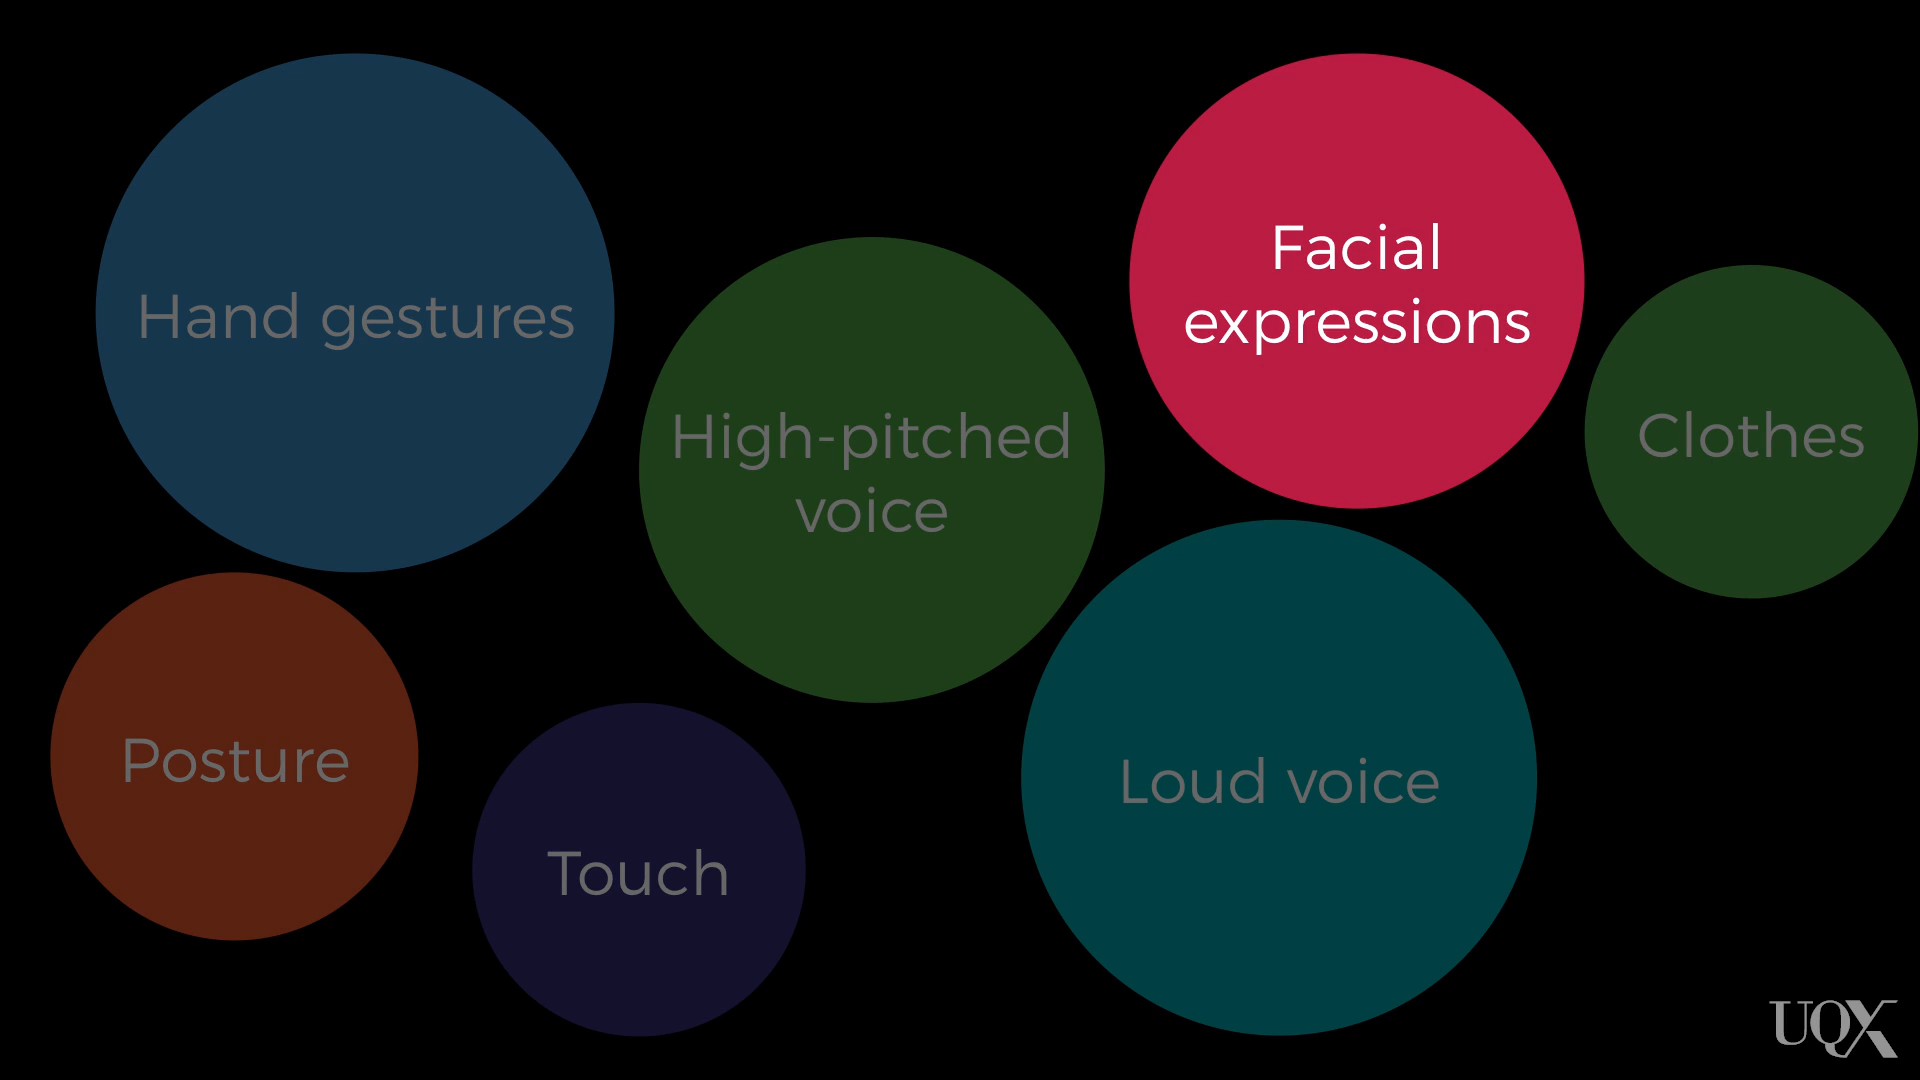 Hand gestures
High-pitched
voice
Facial
expressions
Clothes
Posture
Touch
Loud voice
UQX